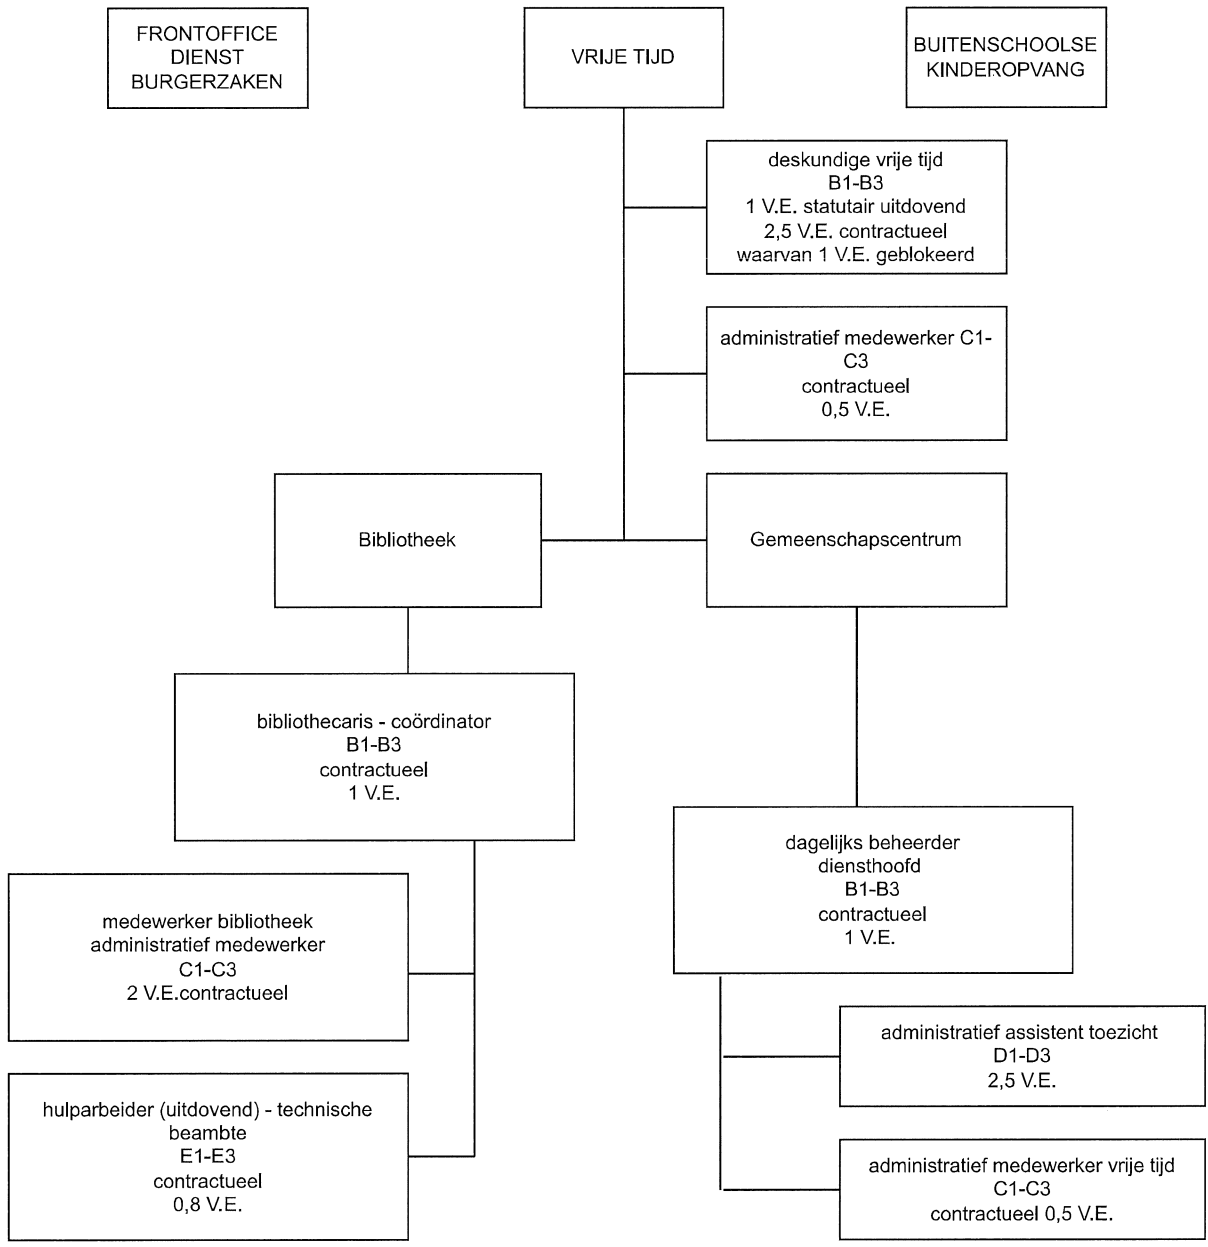 FRONTOFFICE
DIENST
BURGERZAKEN
VRIJE TIJD
BUITENSCHOOLSE
KINDEROPVANG
deskundige vrije tijd
B1-B3
1 V.E. statutair uitdovend
2,5 V.E. contractueel
waarvan 1 V.E. geblokeerd
administratief medewerker C1-
C3
contractueel
0,5 V.E.
Bibliotheek
Gemeenschapscentrum
bibliothecaris - coördinator
B1-B3
contractueel
1 V.E.
dagelijks beheerder
diensthoofd
B1-B3
contractueel
1 V.E.
medewerker bibliotheek
administratief medewerker
C1-C3
2 V.E.contractueel
administratief assistent toezicht
D1-D3
2,5 V.E.
hulparbeider (uitdovend) - technische
beambte
E1-E3
contractueel
0,8 V.E.
administratief medewerker vrije tijd
C1-C3
contractueel 0,5 V.E.